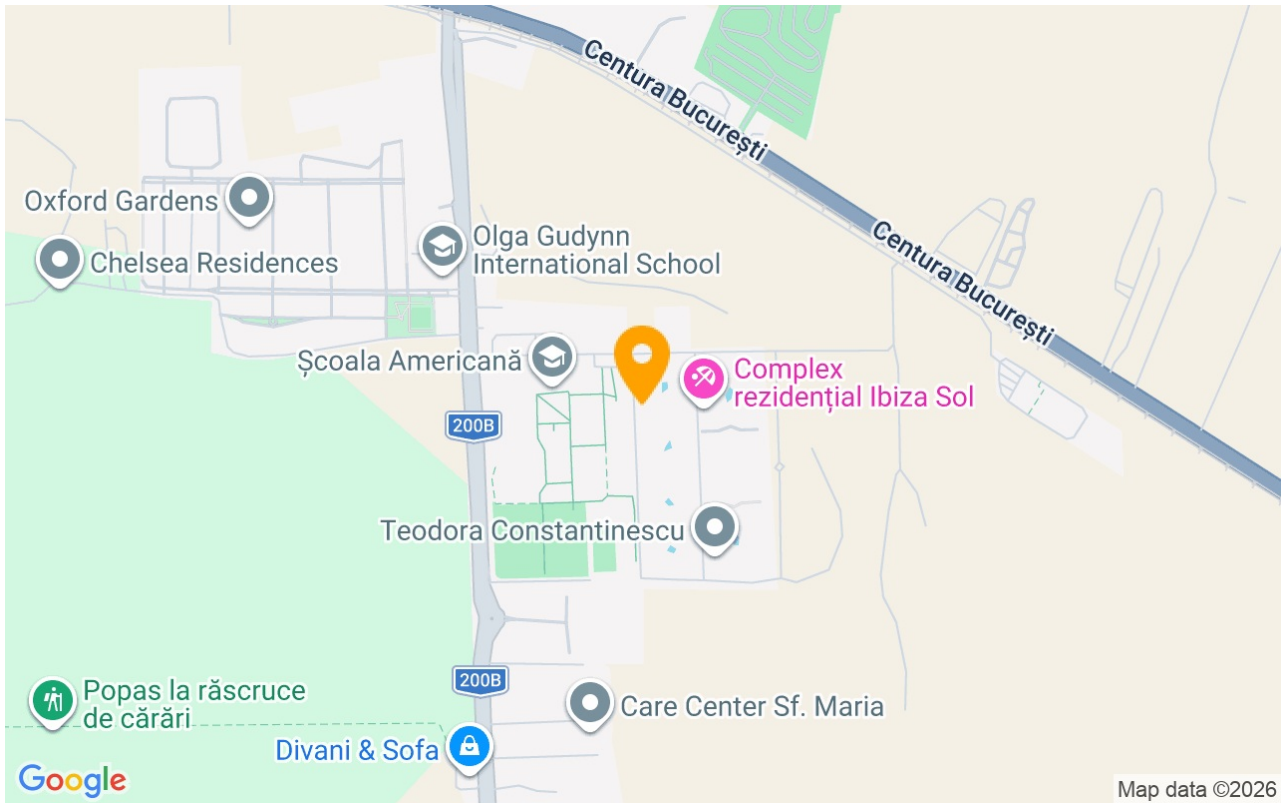 Centura București
Oxford Gardens
Chelsea Residences
Olga Gudynn
International School
Centura București
Școala Americană
Complex
rezidențial Ibiza Sol
200B
Teodora Constantinescu
200B
Popas la răscruce
de cărări
Care Center Sf. Maria
Divani & Sofa
Google
Map data ©2026